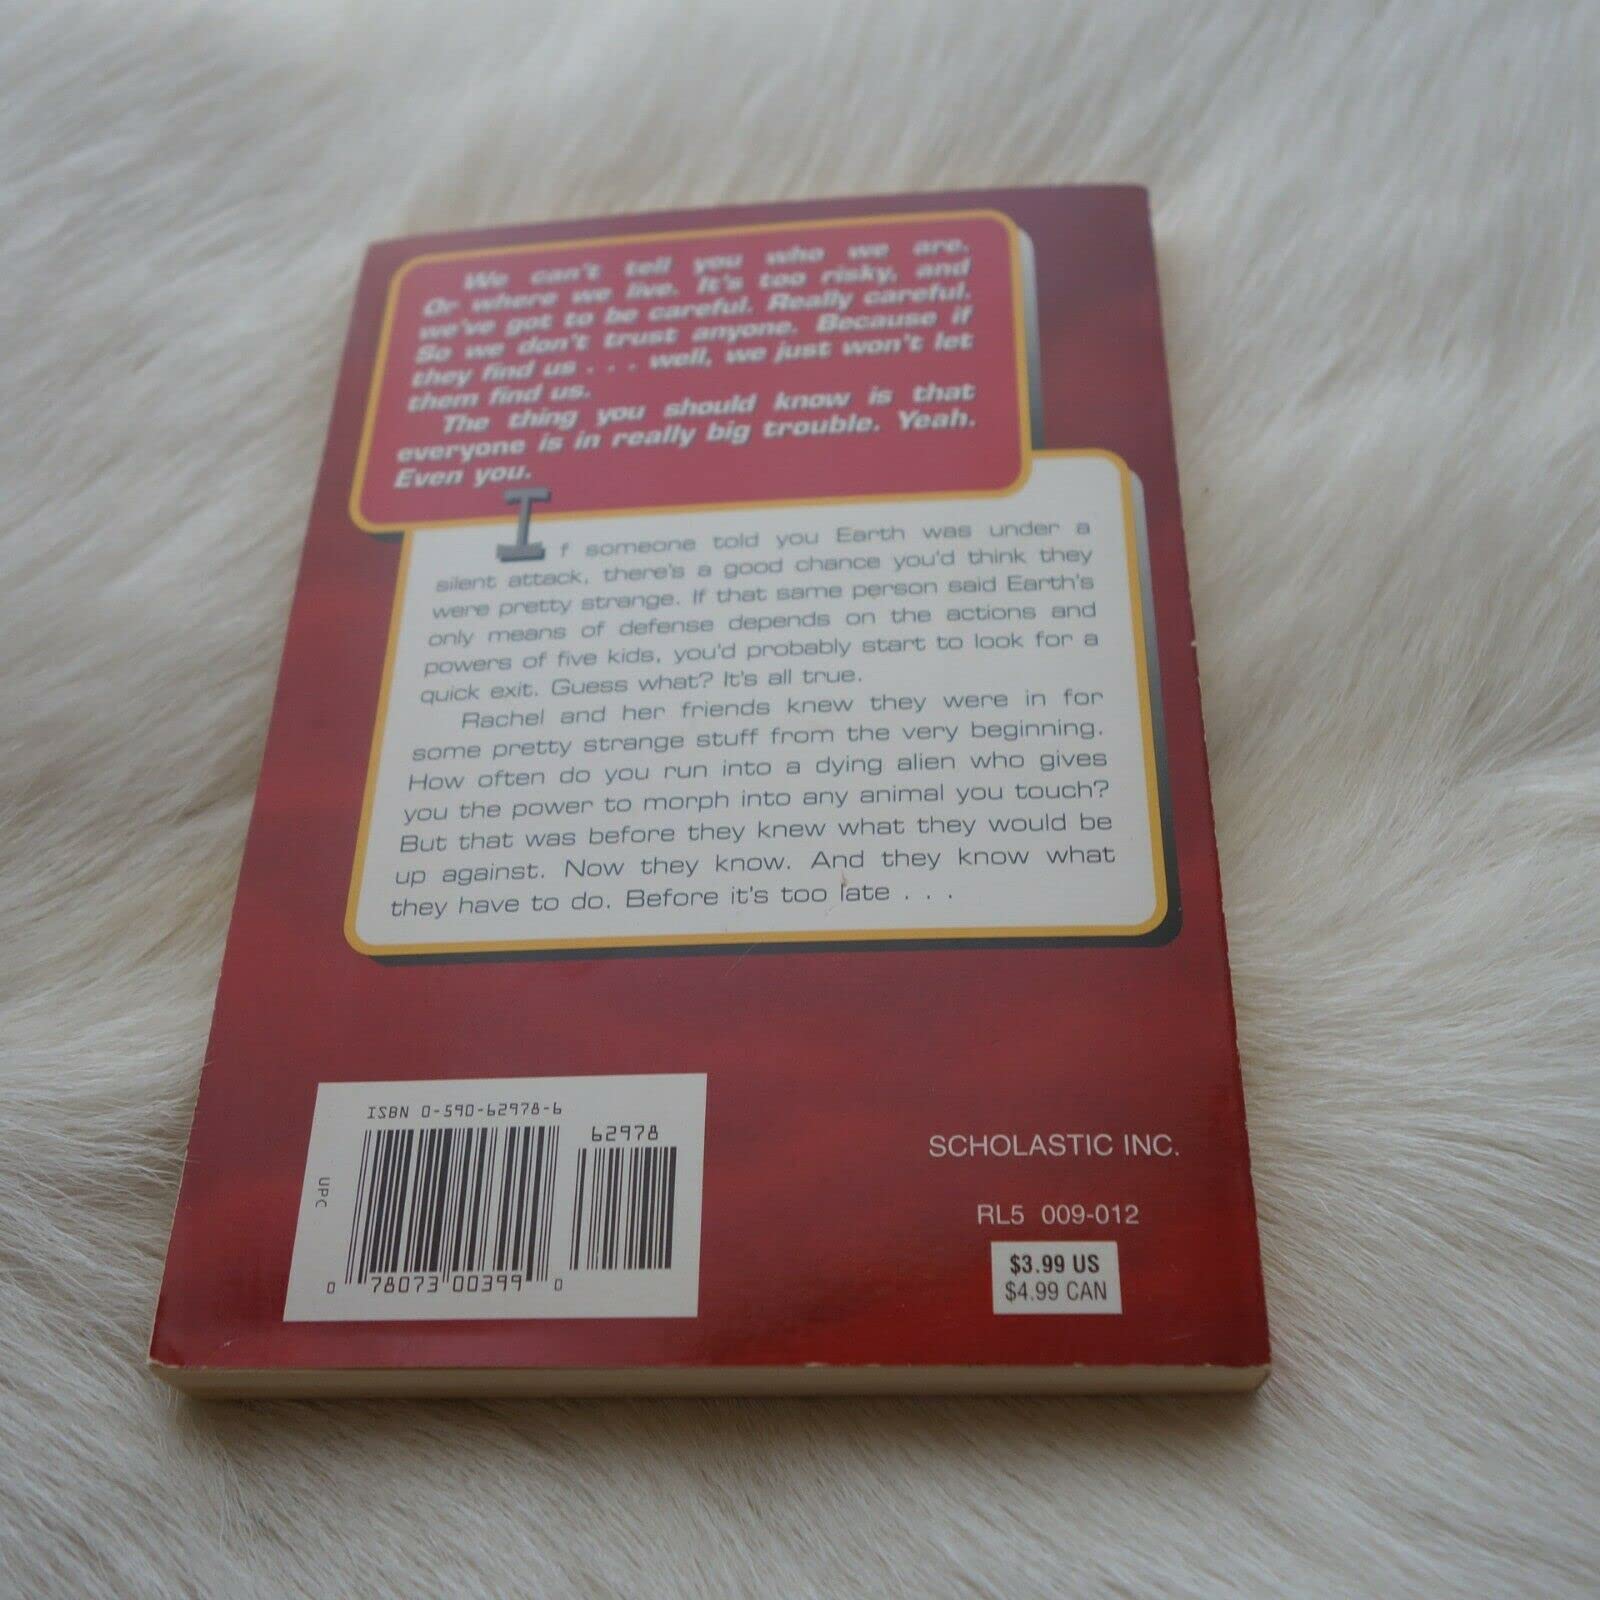 We can't tell you who we are.
Or where we live. It's too risky, and
we've got to be careful. Really careful.
So we don't trust anyone. Because if
they find us . . . well, we just won't let
them find us.
The thing you should know is that
everyone is in really big trouble. Yeah.
Even you.
If someone told you Earth was under a
silent attack, there's a good chance you'd think they
were pretty strange. If that same person said Earth's
only means of defense depends on the actions and
powers of five kids, you'd probably start to look for a
quick exit. Guess what? It's all true.
Rachel and her friends knew they were in for
some pretty strange stuff from the very beginning.
How often do you run into a dying alien who gives
you the power to morph into any animal you touch?
But that was before they knew what they would be
up against. Now they know. And they know what
they have to do. Before it's too late . . .
ISBN 0-590-62978-6
62978
UPC
0 78073 00399 0
SCHOLASTIC INC.
RL5 009-012
$3.99 US
$4.99 CAN